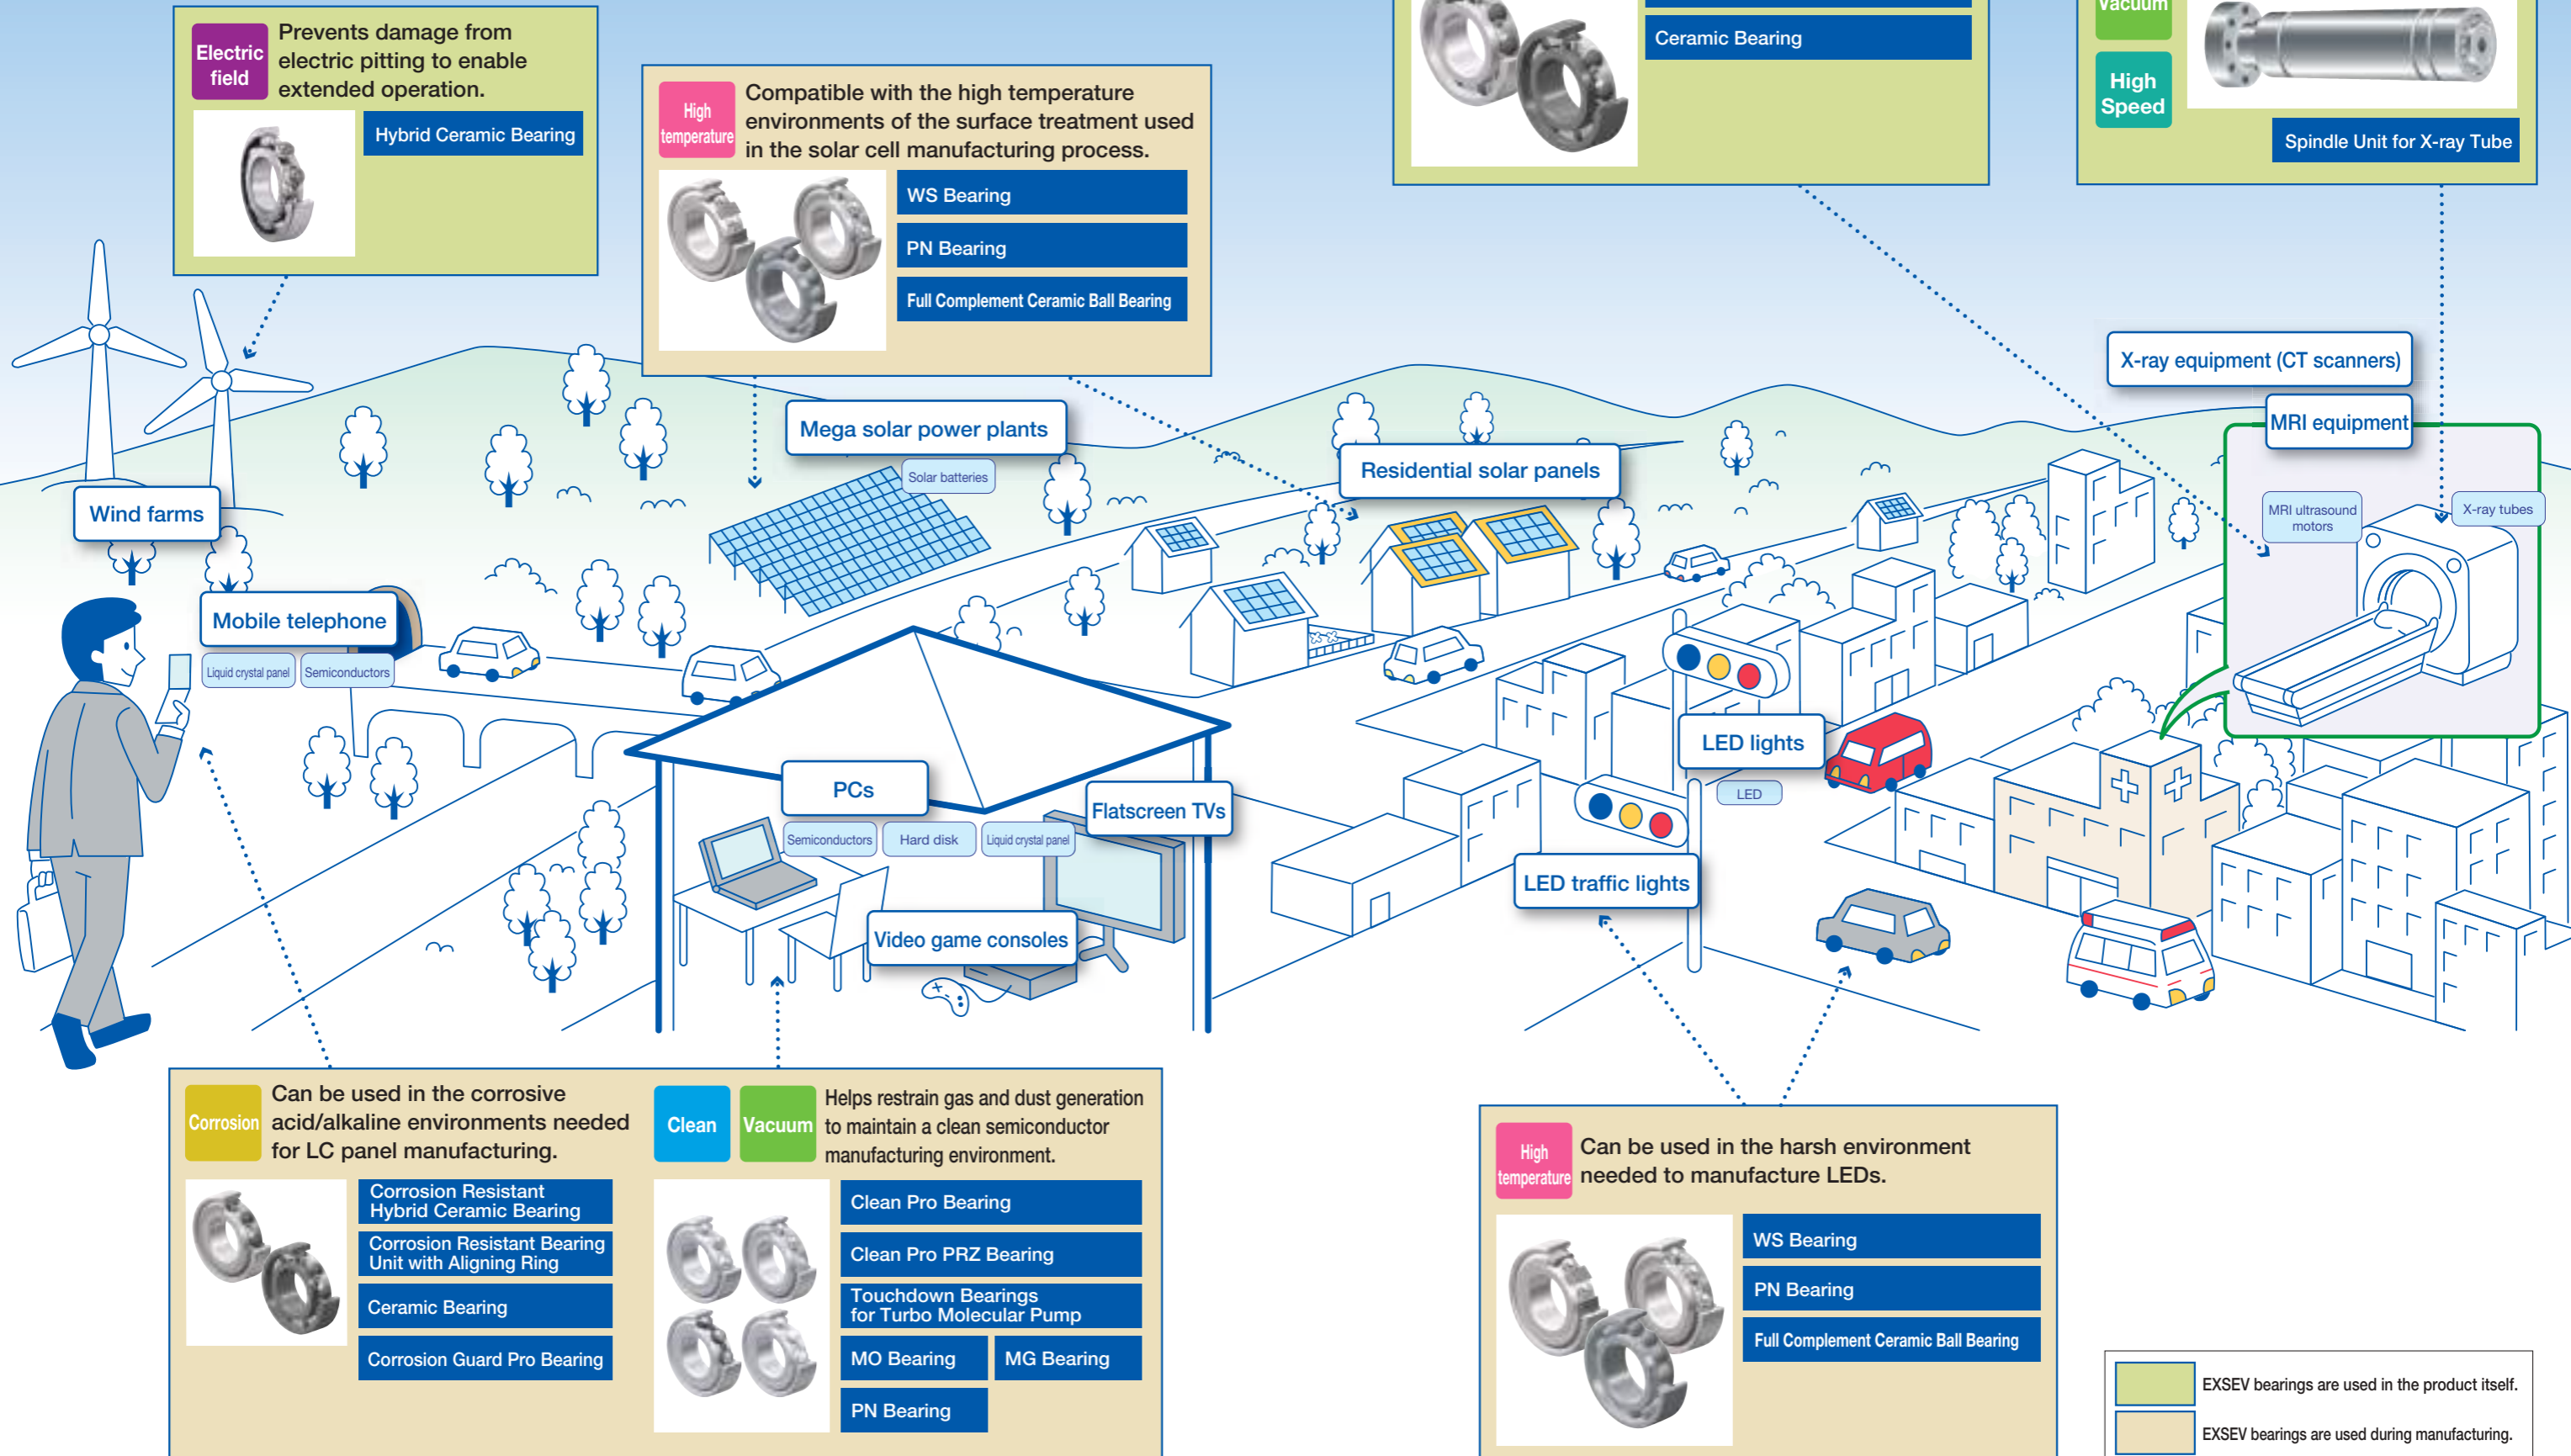 Electric
field
Prevents damage from
electric pitting to enable
extended operation.
Hybrid Ceramic Bearing
High
temperature
Compatible with the high temperature
environments of the surface treatment used
in the solar cell manufacturing process.
WS Bearing
PN Bearing
Full Complement Ceramic Ball Bearing
Ceramic Bearing
Vacuum
High
Speed
Spindle Unit for X-ray Tube
X-ray equipment (CT scanners)
MRI equipment
MRI ultrasound
motors
X-ray tubes
Mega solar power plants
Solar batteries
Residential solar panels
Wind farms
Mobile telephone
Liquid crystal panel
Semiconductors
PCs
Semiconductors
Hard disk
Liquid crystal panel
Flatscreen TVs
Video game consoles
LED lights
LED
LED traffic lights
Corrosion
Can be used in the corrosive
acid/alkaline environments needed
for LC panel manufacturing.
Corrosion Resistant
Hybrid Ceramic Bearing
Corrosion Resistant Bearing
Unit with Aligning Ring
Ceramic Bearing
Corrosion Guard Pro Bearing
Clean
Vacuum
Helps restrain gas and dust generation
to maintain a clean semiconductor
manufacturing environment.
Clean Pro Bearing
Clean Pro PRZ Bearing
Touchdown Bearings
for Turbo Molecular Pump
MO Bearing
MG Bearing
PN Bearing
High
temperature
Can be used in the harsh environment
needed to manufacture LEDs.
WS Bearing
PN Bearing
Full Complement Ceramic Ball Bearing
EXSEV bearings are used in the product itself.
EXSEV bearings are used during manufacturing.